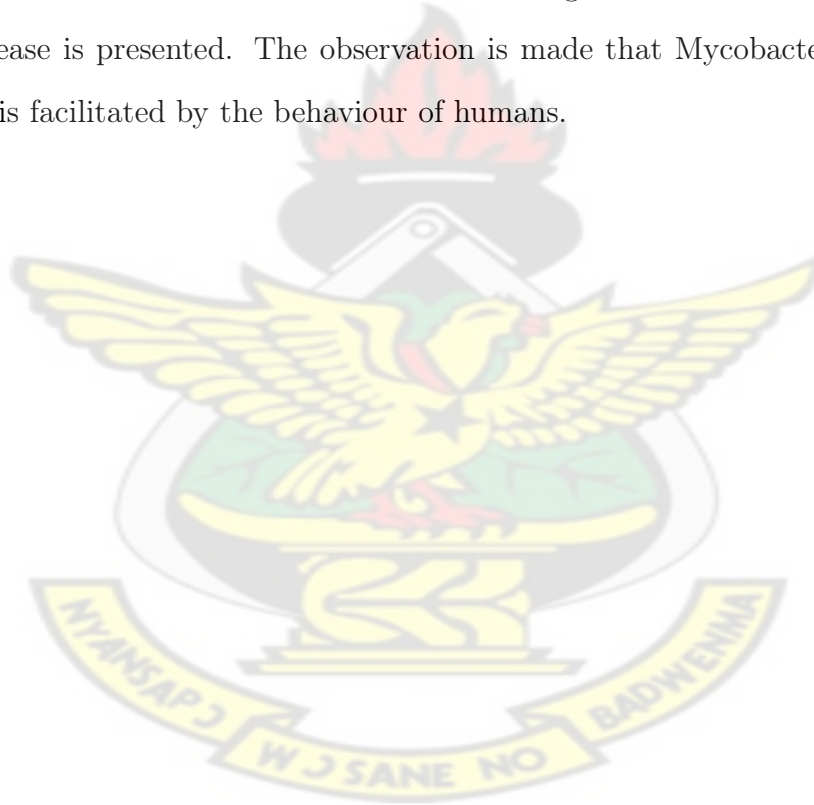 ease is presented. The observation is made that Mycobacte
is facilitated by the behaviour of humans.
NYANSAPƆ WƆSANE NO BADWENMA